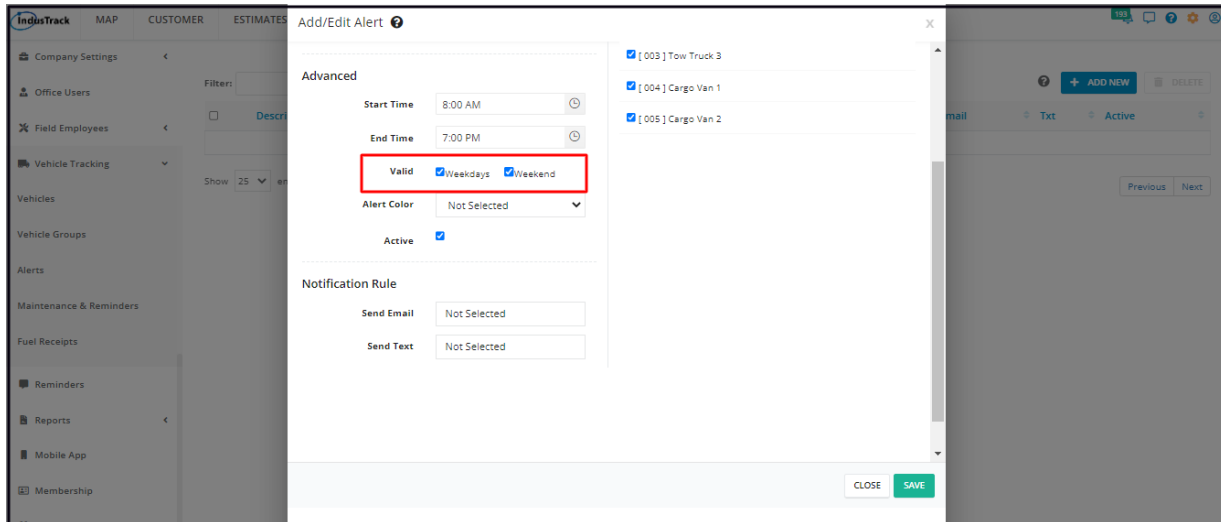 IndusTrack
MAP
CUSTOMER
ESTIMATES
193
Company Settings
Office Users
Field Employees
Vehicle Tracking
Vehicles
Vehicle Groups
Alerts
Maintenance & Reminders
Fuel Receipts
Reminders
Reports
Mobile App
Membership
Filter:
+ ADD NEW
DELETE
Txt
Active
Show 25
Previous Next
Add/Edit Alert ?
X
Advanced
Start Time 8:00 AM
End Time 7:00 PM
Valid Weekdays Weekend
Alert Color Not Selected
Active
Notification Rule
Send Email Not Selected
Send Text Not Selected
[ 003 ] Tow Truck 3
[ 004 ] Cargo Van 1
[ 005 ] Cargo Van 2
CLOSE SAVE